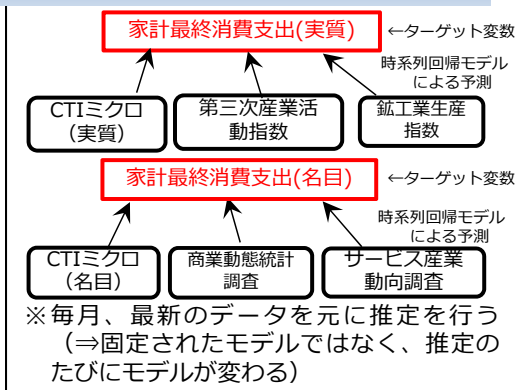 家計最終消費支出(実質)
←ターゲット変数
時系列回帰モデル
による予測
CTIミクロ
（実質）
第三次産業活
動指数
鉱工業生産
指数
家計最終消費支出(名目)
←ターゲット変数
時系列回帰モデル
による予測
CTIミクロ
（名目）
商業動態統計
調査
サービス産業
動向調査
※毎月、最新のデータを元に推定を行う
（⇒固定されたモデルではなく、推定の
たびにモデルが変わる）